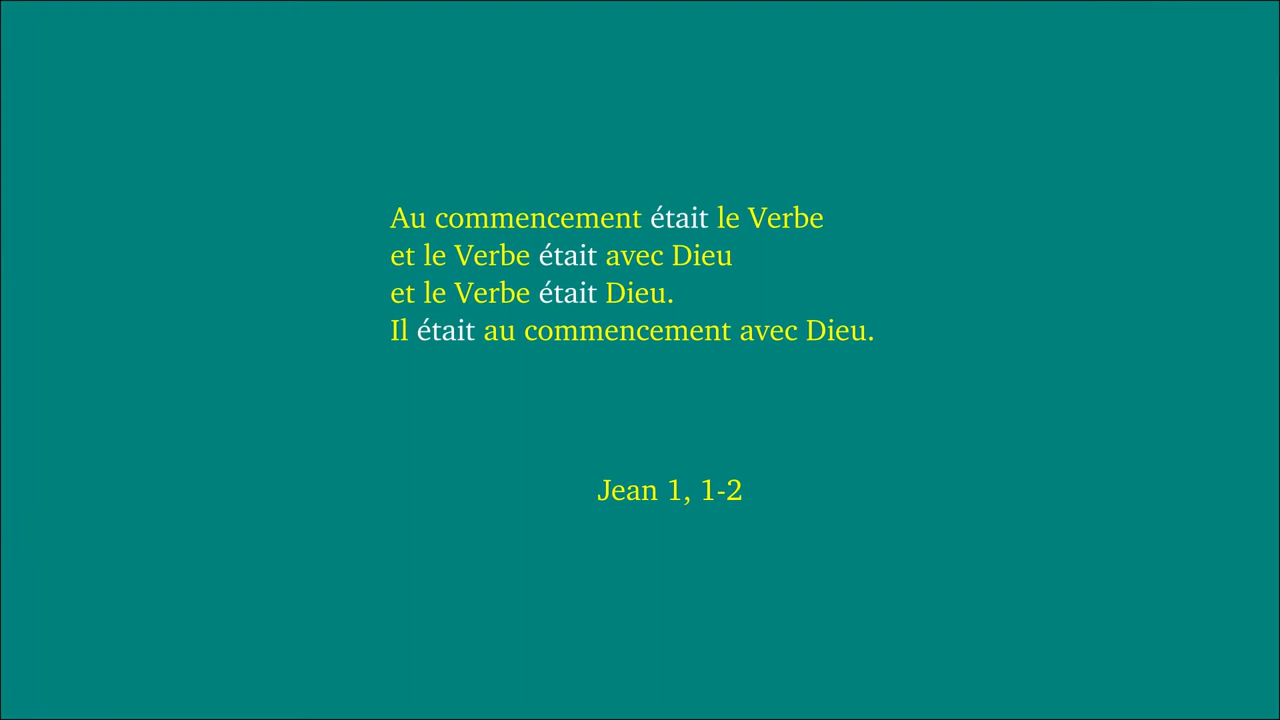 Au commencement était le Verbe
et le Verbe était avec Dieu
et le Verbe était Dieu.
Il était au commencement avec Dieu.
Jean 1, 1-2